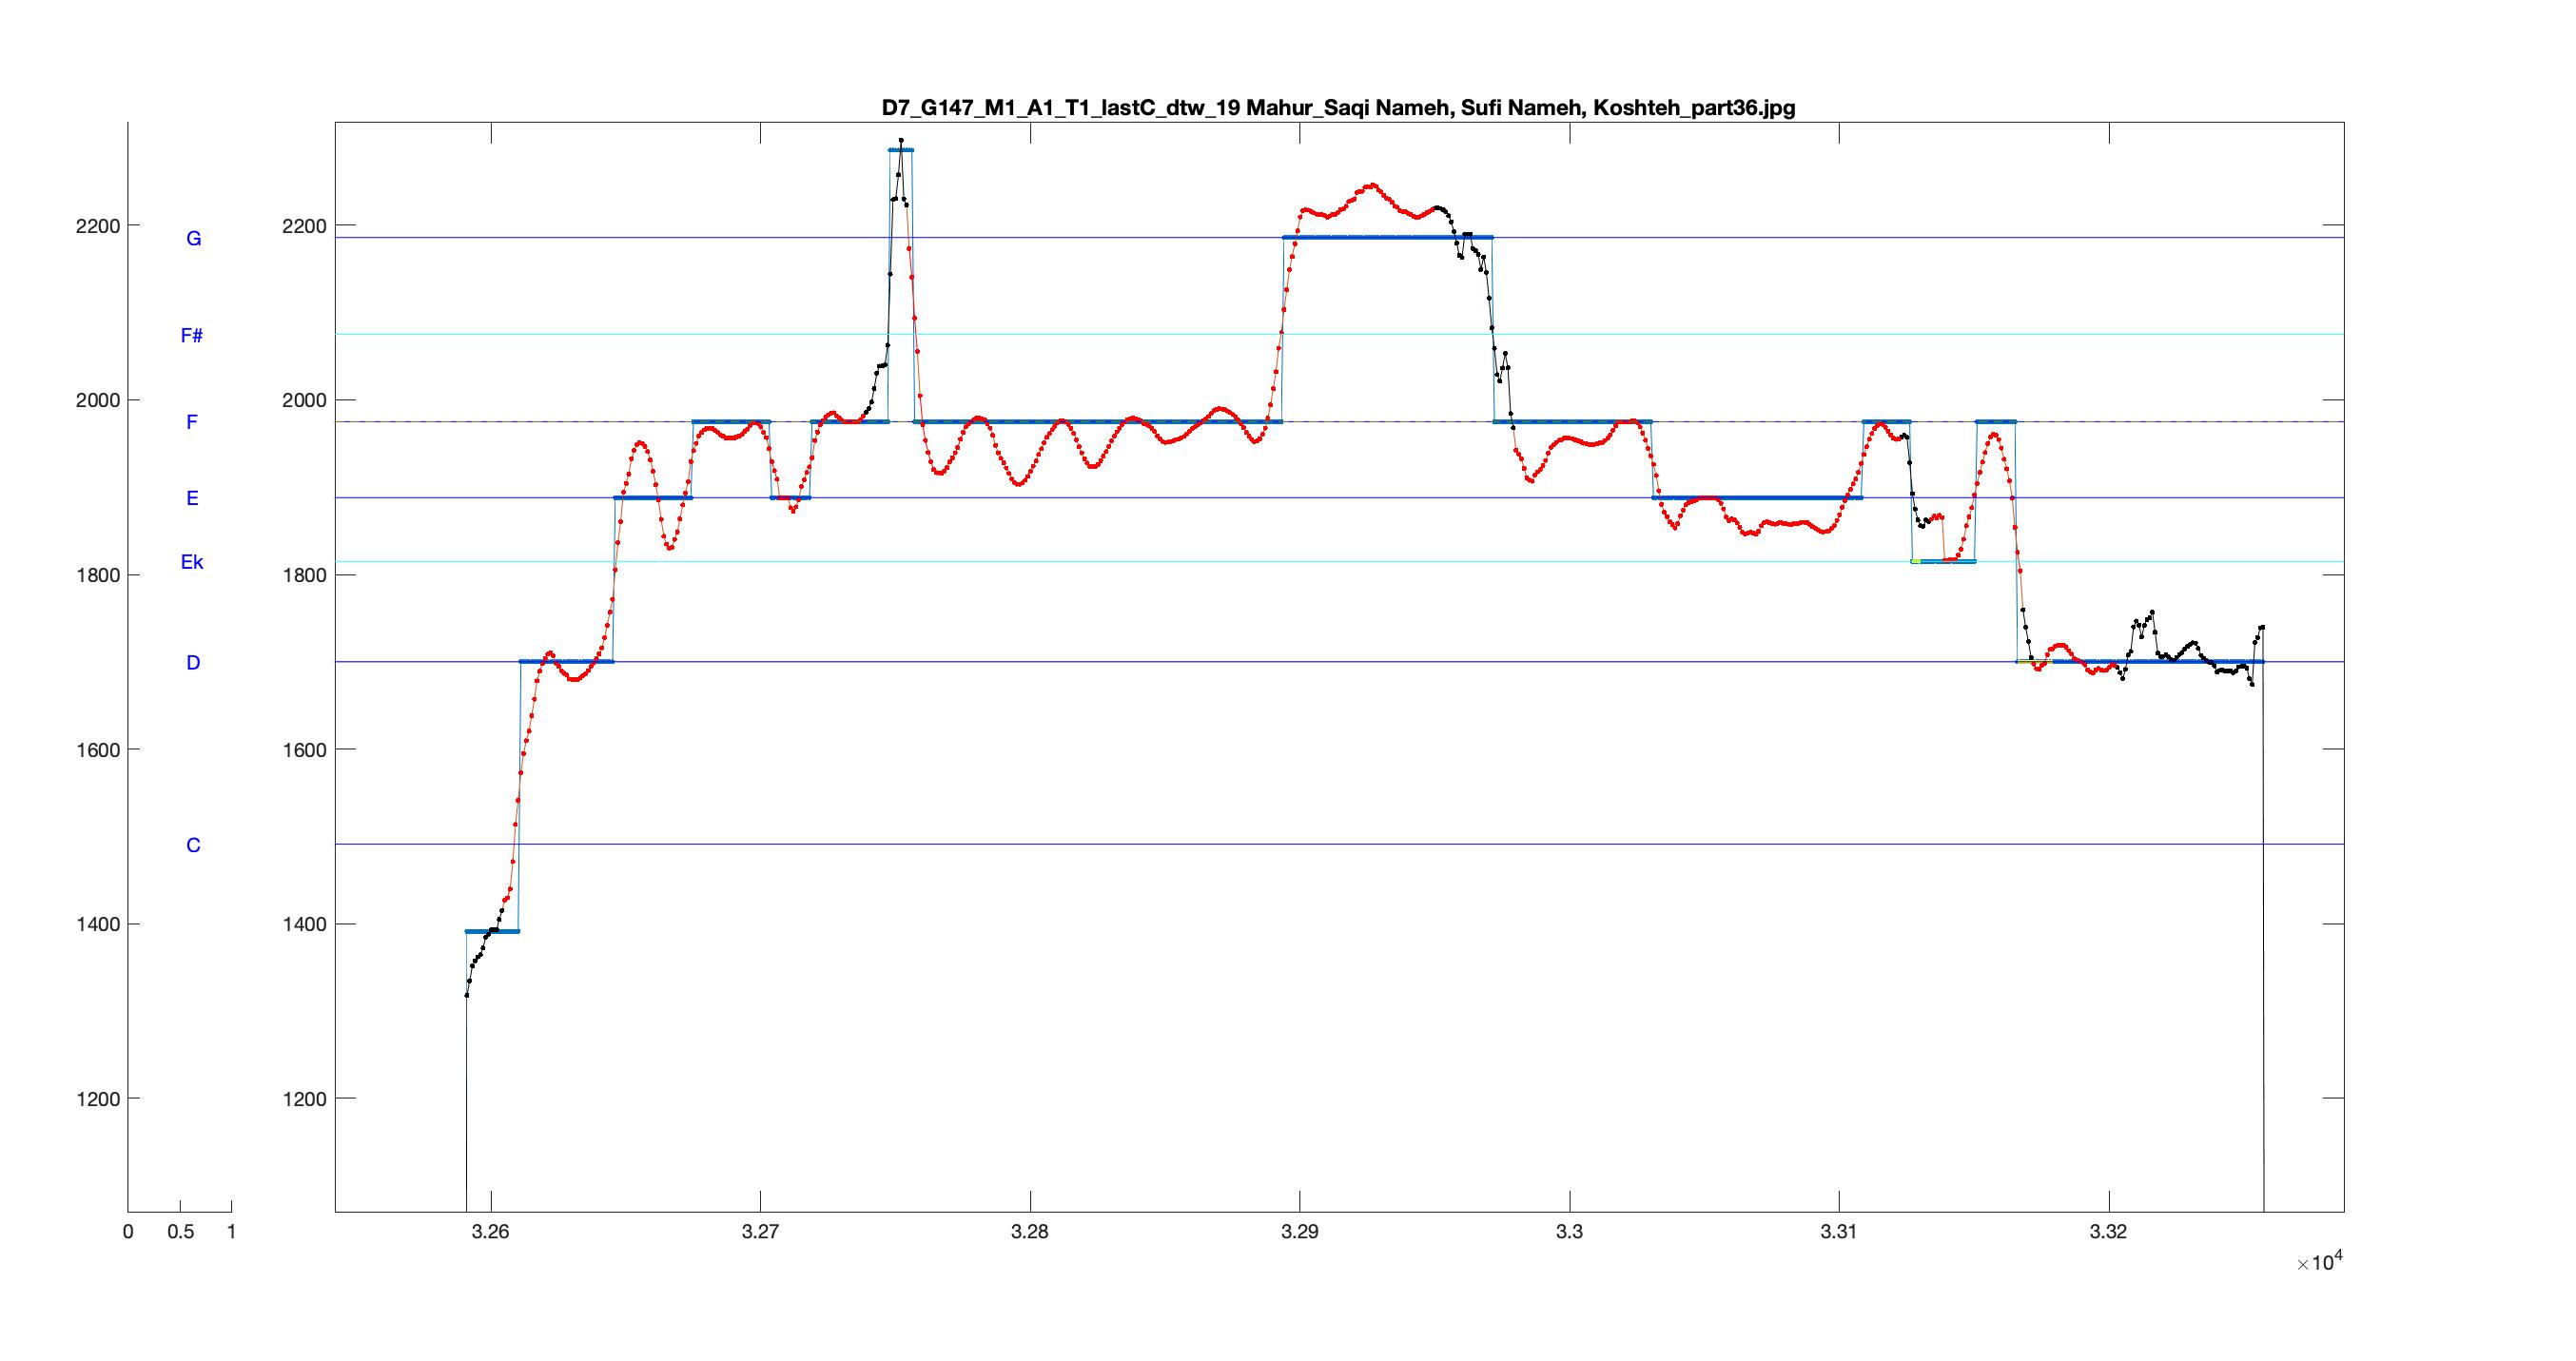 D7_G147_M1_A1_T1_lastC_dtw_19 Mahur_Saqi Nameh, Sufi Nameh, Koshteh_part36.jpg
2200 G 2200
F#
2000 F 2000
E
Ek
1800 1800
D
1600 1600
C
1400 1400
1200 1200
0 0.5 1 3.26 3.27 3.28 3.29 3.3 3.31 3.32
×10⁴